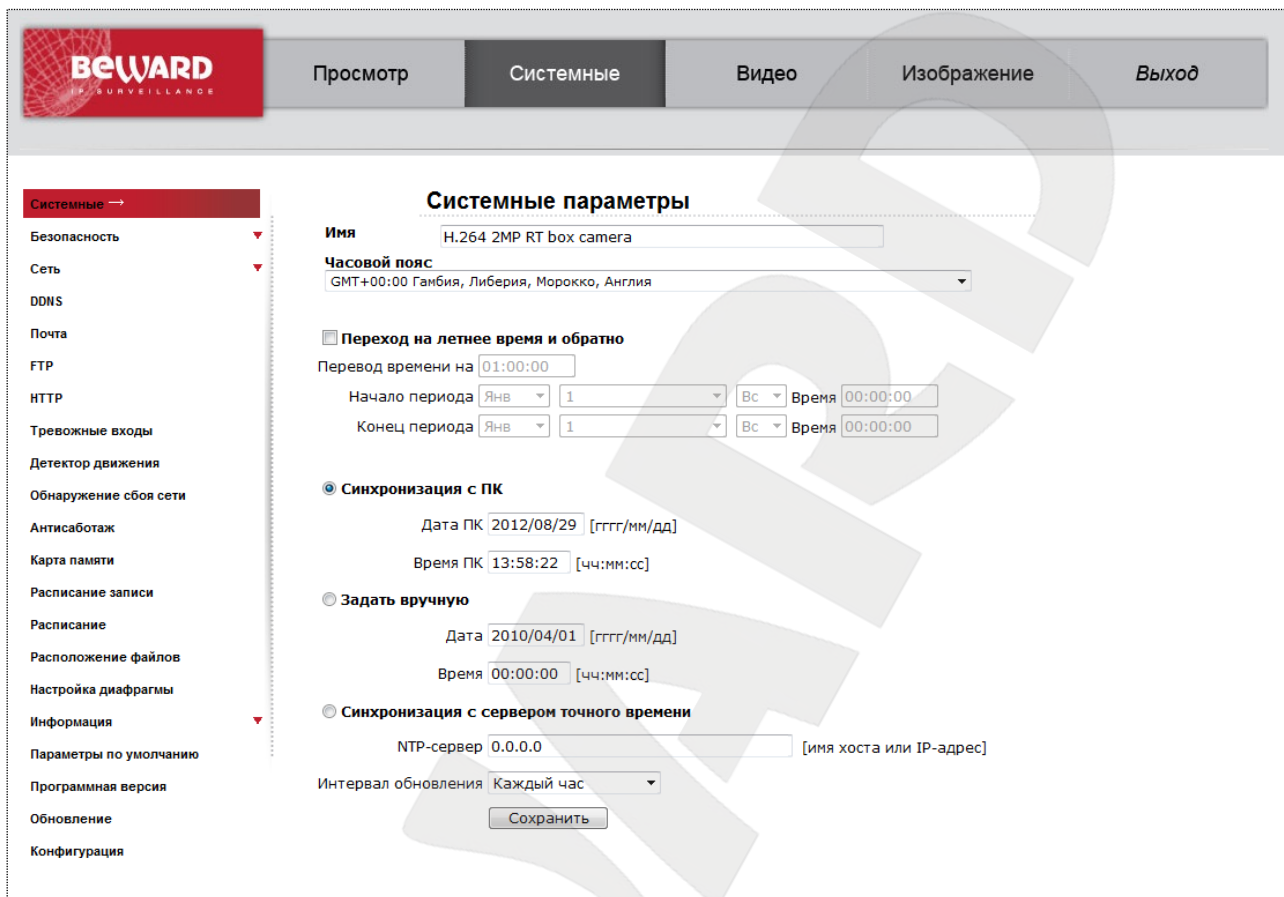 BEWARD
IP SURVEILLANCE
Просмотр
Системные
Видео
Изображение
Выход
Системные →
Безопасность
Сеть
DDNS
Почта
FTP
HTTP
Тревожные входы
Детектор движения
Обнаружение сбоя сети
Антисаботаж
Карта памяти
Расписание записи
Расписание
Расположение файлов
Настройка диафрагмы
Информация
Параметры по умолчанию
Программная версия
Обновление
Конфигурация
Системные параметры
Имя H.264 2MP RT box camera
Часовой пояс
GMT+00:00 Гамбия, Либерия, Морокко, Англия
Переход на летнее время и обратно
Перевод времени на 01:00:00
Начало периода Янв 1 Вс Время 00:00:00
Конец периода Янв 1 Вс Время 00:00:00
Синхронизация с ПК
Дата ПК 2012/08/29 [гггг/мм/дд]
Время ПК 13:58:22 [чч:мм:сс]
Задать вручную
Дата 2010/04/01 [гггг/мм/дд]
Время 00:00:00 [чч:мм:сс]
Синхронизация с сервером точного времени
NTP-сервер 0.0.0.0 [имя хоста или IP-адрес]
Интервал обновления Каждый час
Сохранить